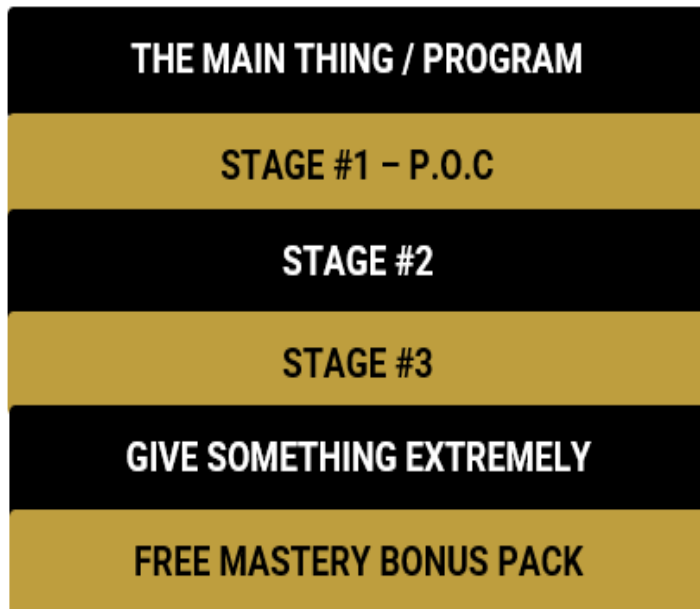 THE MAIN THING / PROGRAM
STAGE #1 – P.O.C
STAGE #2
STAGE #3
GIVE SOMETHING EXTREMELY
FREE MASTERY BONUS PACK